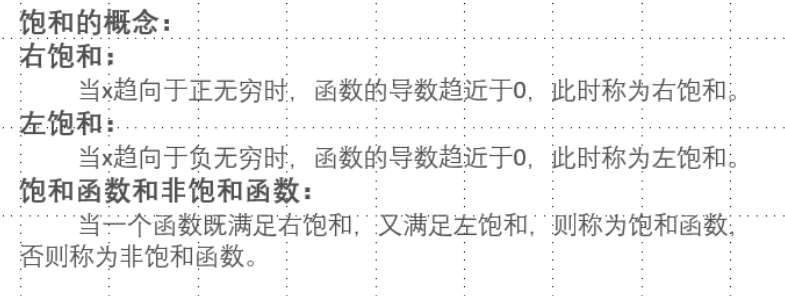 饱和的概念：
右饱和：
当x趋向于正无穷时，函数的导数趋近于0，此时称为右饱和。
左饱和：
当x趋向于负无穷时，函数的导数趋近于0，此时称为左饱和。
饱和函数和非饱和函数：
当一个函数既满足右饱和，又满足左饱和，则称为饱和函数，
否则称为非饱和函数。